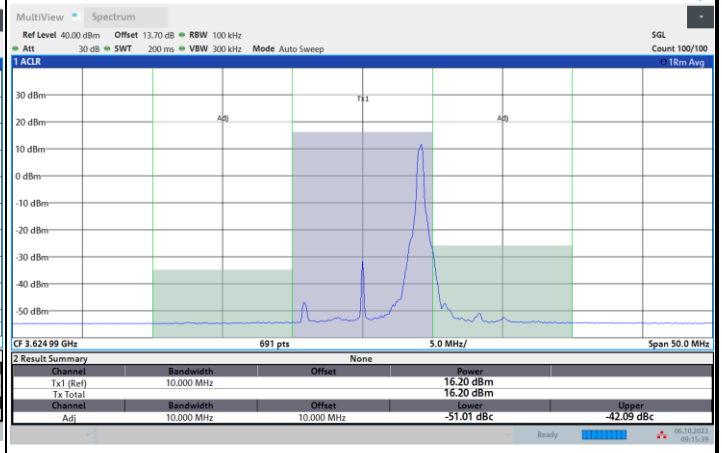 MultiView Spectrum
Ref Level 40.00 dBm Offset 13.70 dB RBW 100 kHz SGL
Att 30 dB SWT 200 ms VBW 300 kHz Mode Auto Sweep Count 100/100
1 ACLR 1Rm Avg
30 dBm
Tx1
20 dBm
Adj Adj
10 dBm
0 dBm
-10 dBm
-20 dBm
-30 dBm
-40 dBm
-50 dBm
CF 3.624 99 GHz 691 pts 5.0 MHz/ Span 50.0 MHz
2 Result Summary None
Channel Bandwidth Offset Power
Tx1 (Ref) 10.000 MHz 16.20 dBm
Tx Total 16.20 dBm
Channel Bandwidth Offset Lower Upper
Adj 10.000 MHz 10.000 MHz -51.01 dBc -42.09 dBc
Ready 06.10.2022
09:15:39